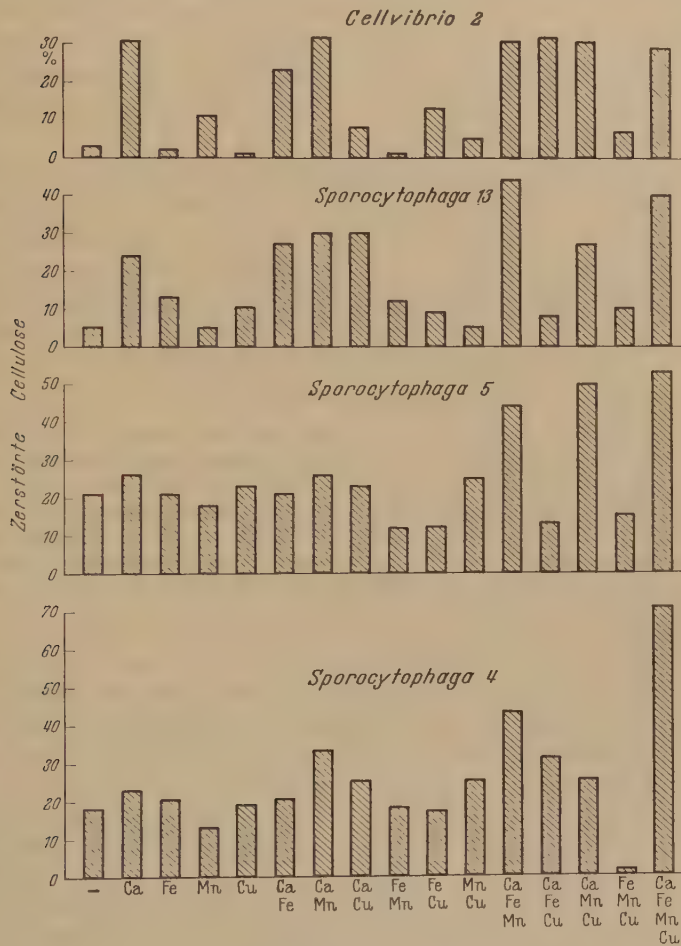 Cellvibrio 2
30
%
20
10
0
Sporocytophaga 13
40
30
20
10
0
Zerstörte Cellulose
Sporocytophaga 5
50
40
30
20
10
0
Sporocytophaga 4
70
60
50
40
30
20
10
0
– Ca Fe Mn Cu Ca Ca Ca Fe Fe Mn Ca Ca Ca Fe Ca
Fe Mn Cu Mn Cu Cu Fe Fe Mn Mn Fe
Mn Cu Cu Cu Mn
Cu